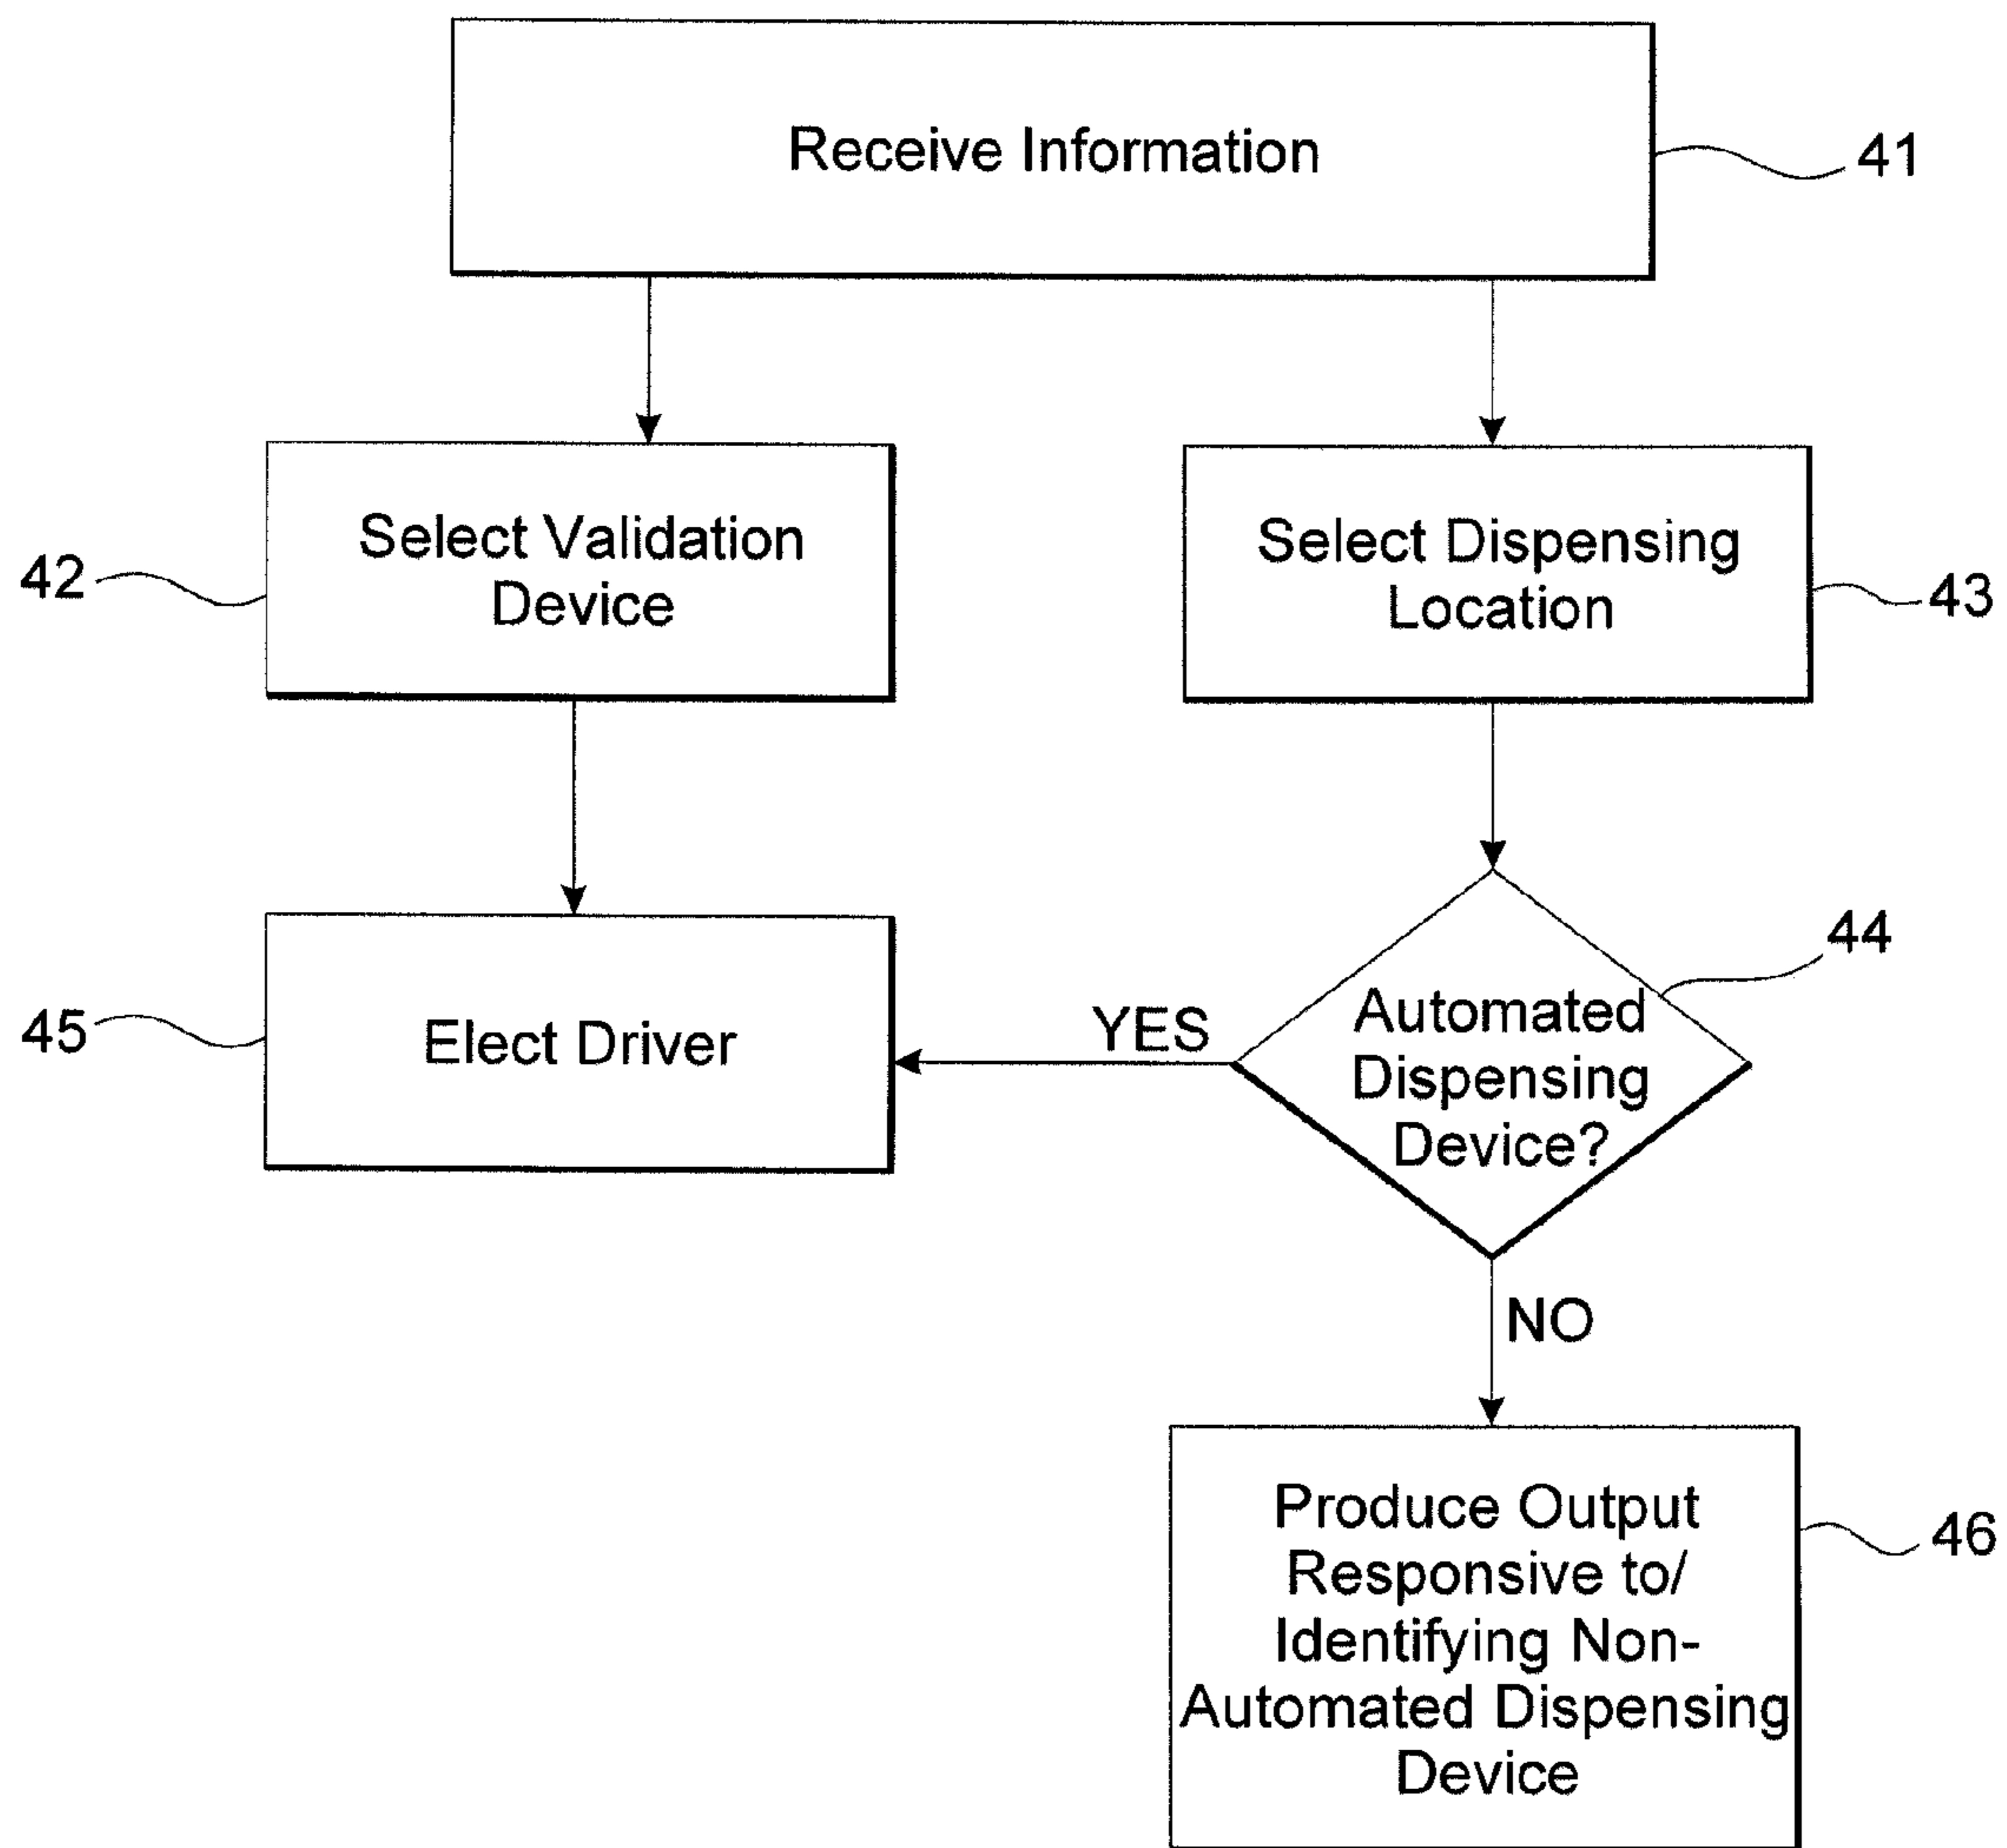 Receive Information
41
Select Validation
Device
42
Select Dispensing
Location
43
44
Automated
Dispensing
Device?
YES
Elect Driver
45
NO
Produce Output
Responsive to/
Identifying Non-
Automated Dispensing
Device
46